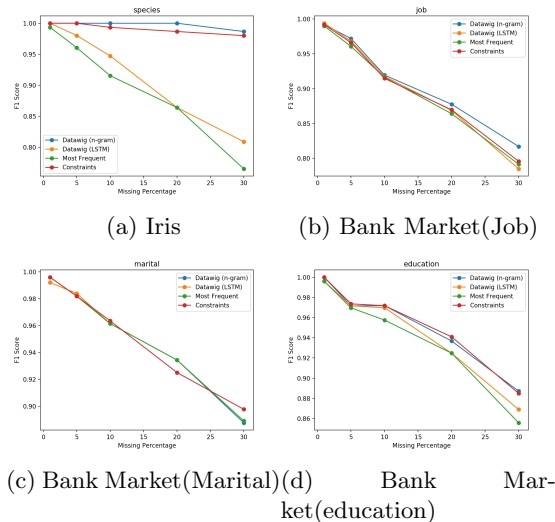 species
F1 Score
1.00
0.95
0.90
0.85
0.80
Datawig (n-gram)
Datawig (LSTM)
Most Frequent
Constraints
0
5
10
15
20
25
30
Missing Percentage
(a) Iris
job
F1 Score
1.00
0.95
0.90
0.85
0.80
Datawig (n-gram)
Datawig (LSTM)
Most Frequent
Constraints
0
5
10
15
20
25
30
Missing Percentage
(b) Bank Market(Job)
marital
F1 Score
1.00
0.98
0.96
0.94
0.92
0.90
Datawig (n-gram)
Datawig (LSTM)
Most Frequent
Constraints
0
5
10
15
20
25
30
Missing Percentage
(c) Bank Market(Marital)
education
F1 Score
1.00
0.98
0.96
0.94
0.92
0.90
0.88
0.86
Datawig (n-gram)
Datawig (LSTM)
Most Frequent
Constraints
0
5
10
15
20
25
30
Missing Percentage
(d) Bank Mar-
ket(education)